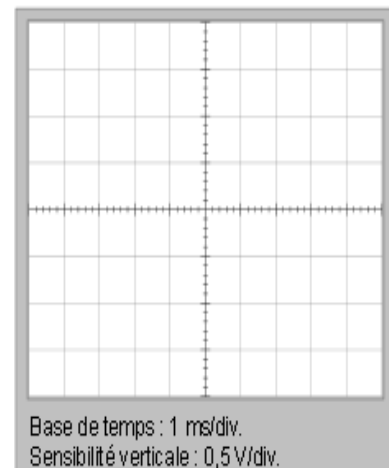 Base de temps : 1 ms/div.
Sensibilité verticale : 0,5 V/div.